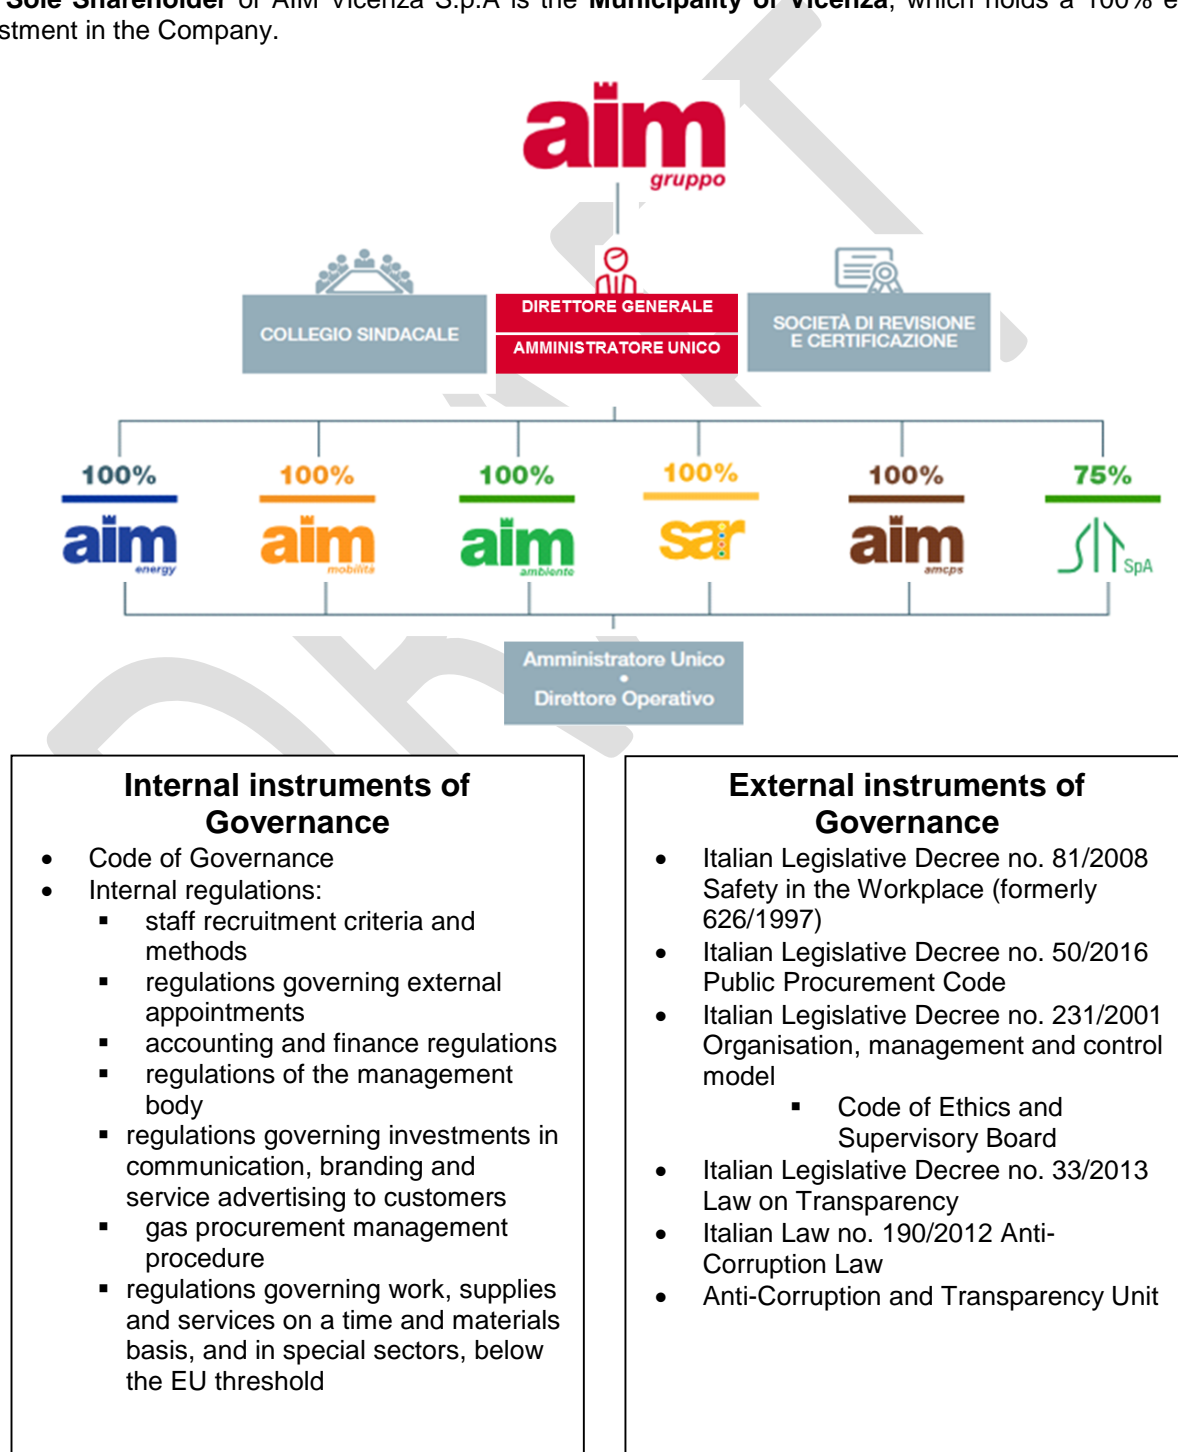 Sole Shareholder of AIM Vicenza S.p.A is the Municipality of Vicenza, which holds a 100% e
stment in the Company.
aim
gruppo
COLLEGIO SINDACALE
DIRETTORE GENERALE
AMMINISTRATORE UNICO
SOCIETÀ DI REVISIONE
E CERTIFICAZIONE
100% 100% 100% 100% 100% 75%
aim energy
aim mobilità
aim ambiente
sar
aim amcps
SIT SpA
Amministratore Unico
•
Direttore Operativo
Internal instruments of
Governance
• Code of Governance
• Internal regulations:
▪ staff recruitment criteria and
methods
▪ regulations governing external
appointments
▪ accounting and finance regulations
▪ regulations of the management
body
▪ regulations governing investments in
communication, branding and
service advertising to customers
▪ gas procurement management
procedure
▪ regulations governing work, supplies
and services on a time and materials
basis, and in special sectors, below
the EU threshold
External instruments of
Governance
• Italian Legislative Decree no. 81/2008
Safety in the Workplace (formerly
626/1997)
• Italian Legislative Decree no. 50/2016
Public Procurement Code
• Italian Legislative Decree no. 231/2001
Organisation, management and control
model
▪ Code of Ethics and
Supervisory Board
• Italian Legislative Decree no. 33/2013
Law on Transparency
• Italian Law no. 190/2012 Anti-
Corruption Law
• Anti-Corruption and Transparency Unit